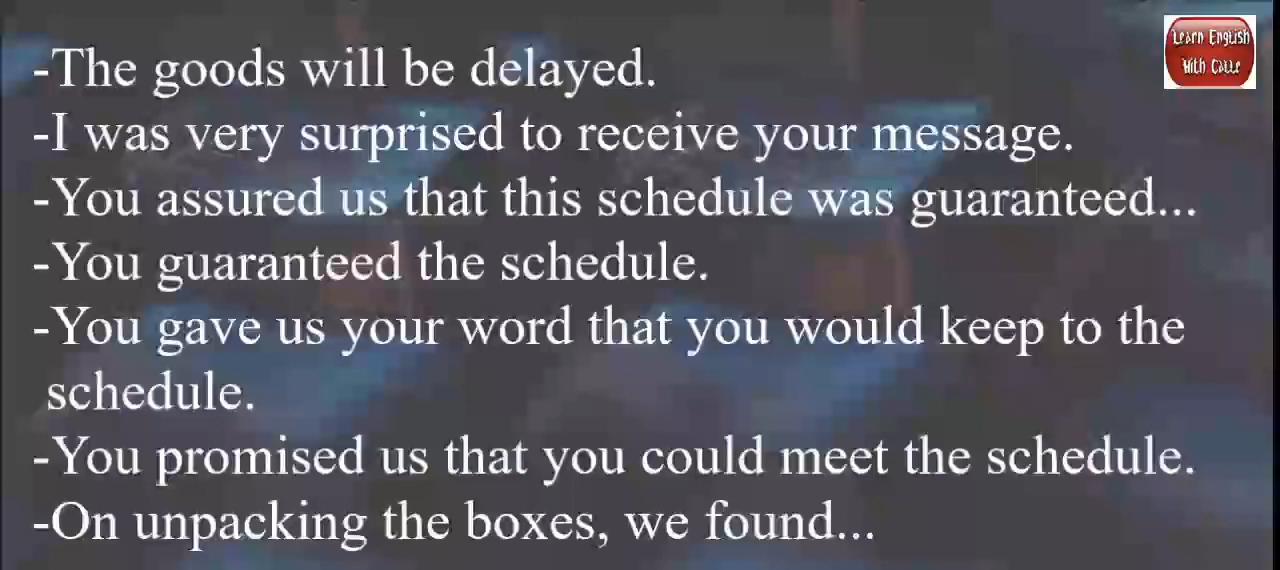 Learn English
With Catte
-The goods will be delayed.
-I was very surprised to receive your message.
-You assured us that this schedule was guaranteed...
-You guaranteed the schedule.
-You gave us your word that you would keep to the
schedule.
-You promised us that you could meet the schedule.
-On unpacking the boxes, we found...